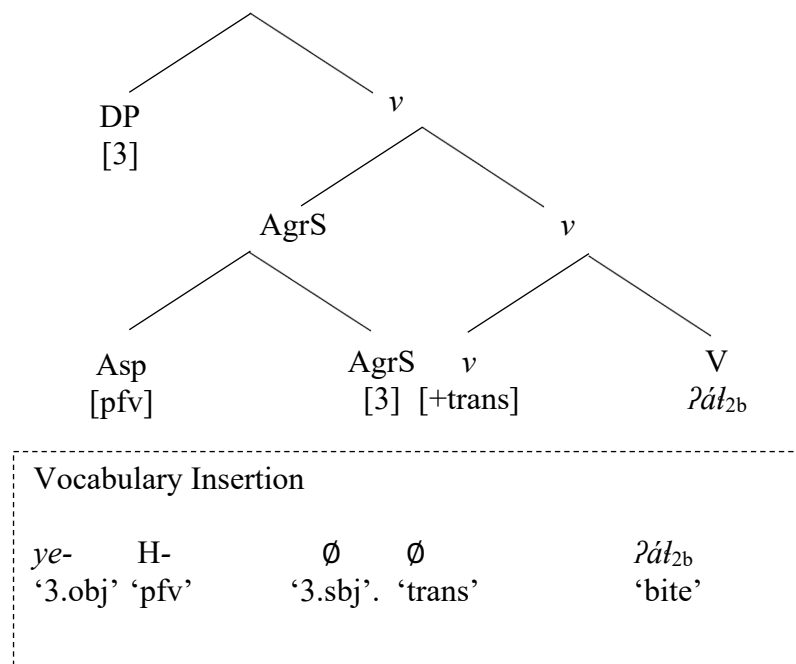 DP v
[3]
AgrS v
Asp AgrS v V
[pfv] [3] [+trans] ʔáɬ2b
Vocabulary Insertion
ye- H- Ø Ø ʔáɬ2b
‘3.obj’ ‘pfv’ ‘3.sbj’. ‘trans’ ‘bite’